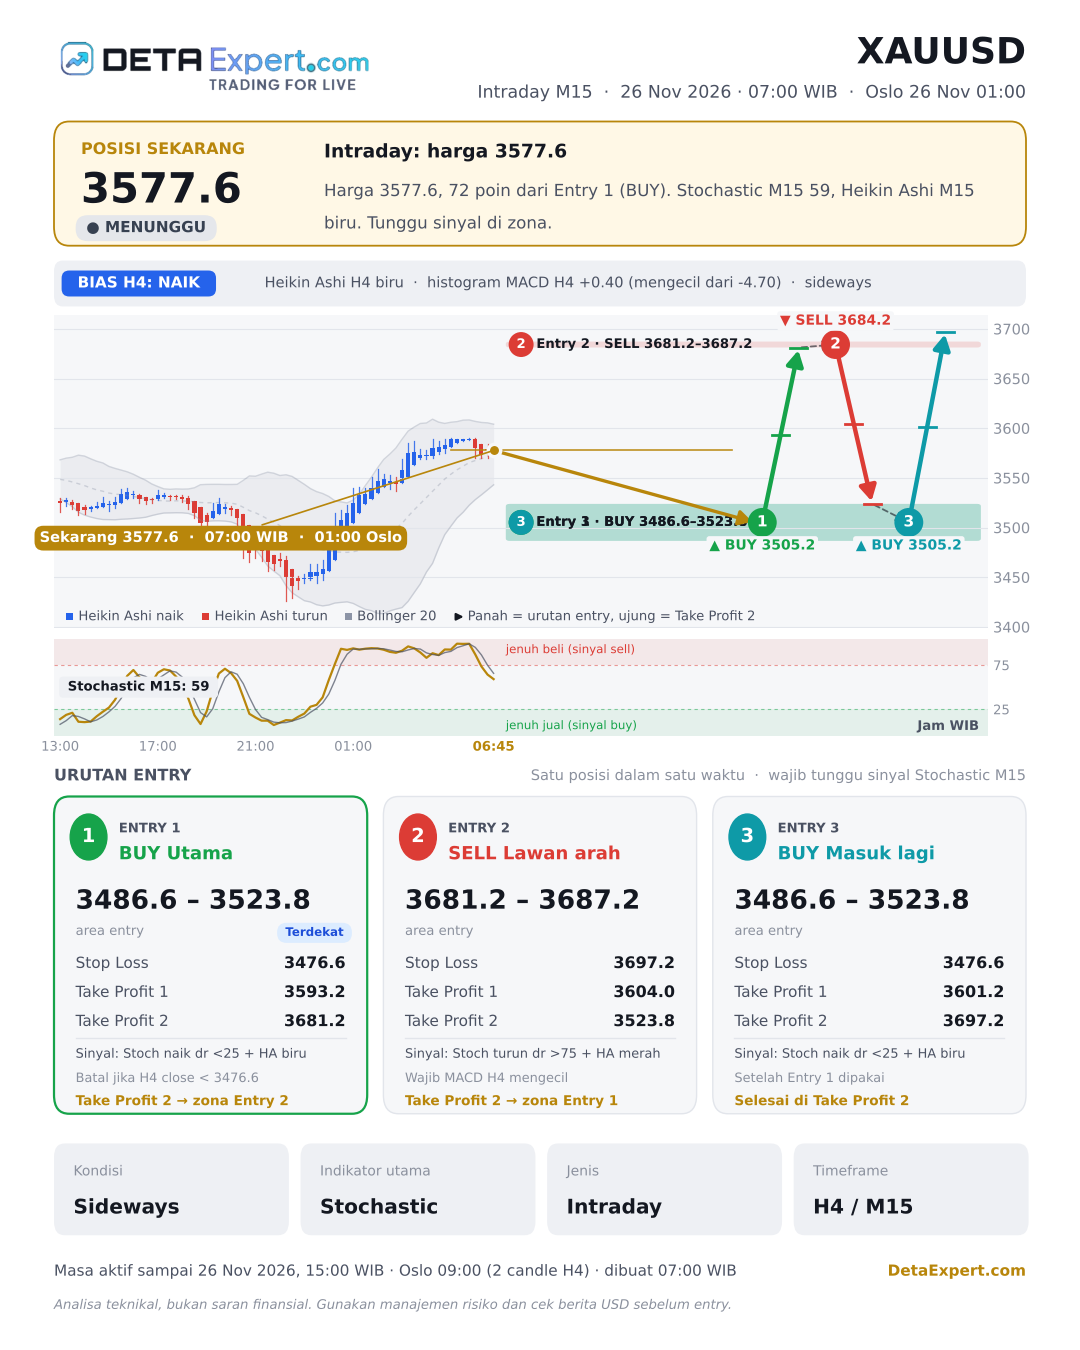 DETA Expert.com
TRADING FOR LIVE
XAUUSD
Intraday M15 · 26 Nov 2026 · 07:00 WIB · Oslo 26 Nov 01:00
POSISI SEKARANG
3577.6
● MENUNGGU
Intraday: harga 3577.6
Harga 3577.6, 72 poin dari Entry 1 (BUY). Stochastic M15 59, Heikin Ashi M15
biru. Tunggu sinyal di zona.
BIAS H4: NAIK
Heikin Ashi H4 biru · histogram MACD H4 +0.40 (mengecil dari -4.70) · sideways
▼ SELL 3684.2
2 Entry 2 · SELL 3681.2–3687.2
2
3700
3650
3600
3550
3500
3450
3400
3 Entry 3 · BUY 3486.6–3523.8
1
3
▲ BUY 3505.2
▲ BUY 3505.2
Sekarang 3577.6 · 07:00 WIB · 01:00 Oslo
Heikin Ashi naik
Heikin Ashi turun
Bollinger 20
Panah = urutan entry, ujung = Take Profit 2
jenuh beli (sinyal sell)
75
Stochastic M15: 59
25
jenuh jual (sinyal buy)
Jam WIB
13:00
17:00
21:00
01:00
06:45
URUTAN ENTRY
Satu posisi dalam satu waktu · wajib tunggu sinyal Stochastic M15
1
ENTRY 1
BUY Utama
3486.6 – 3523.8
area entry
Terdekat
Stop Loss 3476.6
Take Profit 1 3593.2
Take Profit 2 3681.2
Sinyal: Stoch naik dr <25 + HA biru
Batal jika H4 close < 3476.6
Take Profit 2 → zona Entry 2
2
ENTRY 2
SELL Lawan arah
3681.2 – 3687.2
area entry
Stop Loss 3697.2
Take Profit 1 3604.0
Take Profit 2 3523.8
Sinyal: Stoch turun dr >75 + HA merah
Wajib MACD H4 mengecil
Take Profit 2 → zona Entry 1
3
ENTRY 3
BUY Masuk lagi
3486.6 – 3523.8
area entry
Stop Loss 3476.6
Take Profit 1 3601.2
Take Profit 2 3697.2
Sinyal: Stoch naik dr <25 + HA biru
Setelah Entry 1 dipakai
Selesai di Take Profit 2
Kondisi
Sideways
Indikator utama
Stochastic
Jenis
Intraday
Timeframe
H4 / M15
Masa aktif sampai 26 Nov 2026, 15:00 WIB · Oslo 09:00 (2 candle H4) · dibuat 07:00 WIB
DetaExpert.com
Analisa teknikal, bukan saran finansial. Gunakan manajemen risiko dan cek berita USD sebelum entry.